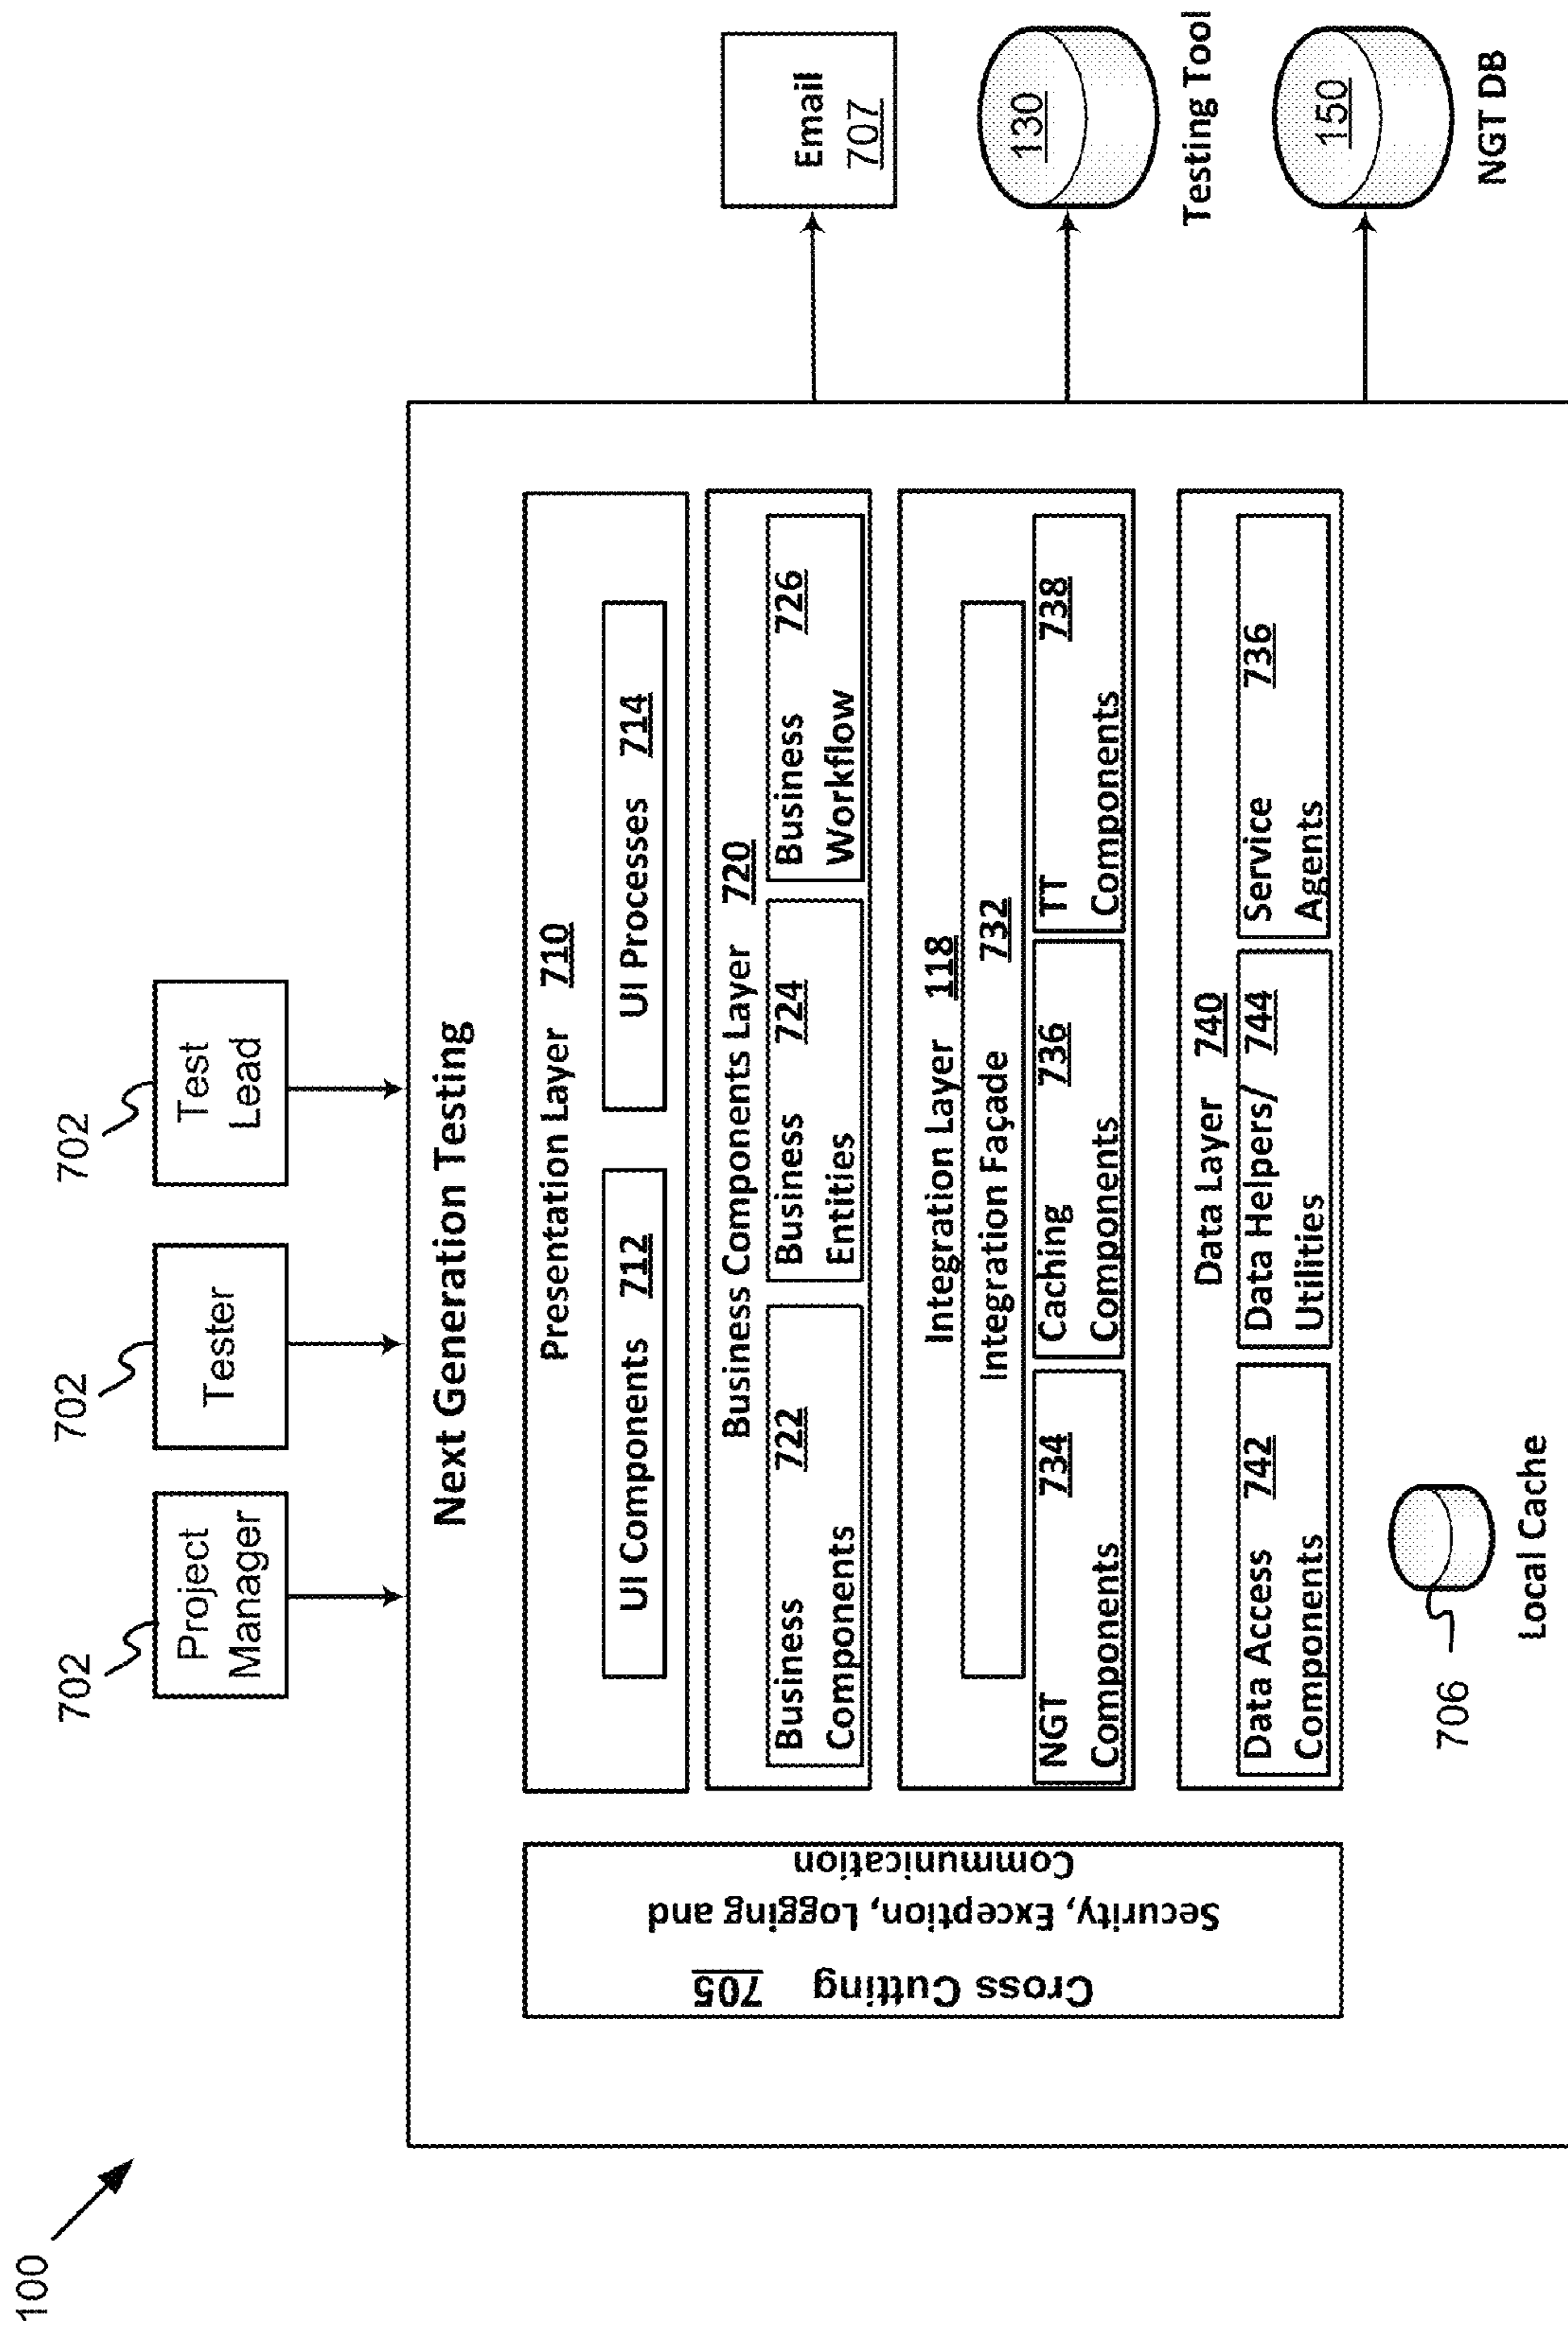 100
702
702
702
Project
Manager
Tester
Test
Lead
Next Generation Testing
Cross Cutting 705
Security, Exception, Logging and
Communication
Presentation Layer 710
UI Components 712
UI Processes 714
Business Components Layer 720
Business 722
Components
Business 724
Entities
Business 726
Workflow
Integration Layer 118
Integration Façade 732
NGT 734
Components
Caching 736
Components
TT 738
Components
Data Layer 740
Data Access 742
Components
Data Helpers/ 744
Utilities
Service 736
Agents
706
Local Cache
Email
707
130
Testing Tool
150
NGT DB